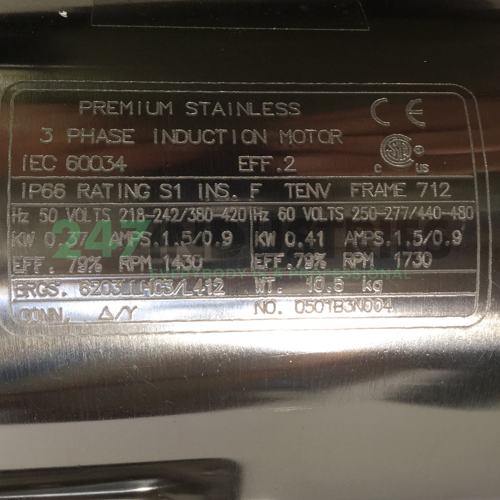 PREMIUM STAINLESS
3 PHASE INDUCTION MOTOR
IEC 60034 EFF.2
CE
c us
IP66 RATING S1 INS. F TENV FRAME 712
Hz 50 VOLTS 218-242/380-420 Hz 60 VOLTS 250-277/440-480
KW 0.37 AMPS.1.5/0.9 KW 0.41 AMPS.1.5/0.9
EFF. 79% RPM 1430 EFF.79% RPM 1730
BRGS. WT. 10.6 kg
CONN. △/Y NO. 0501B3N004
247